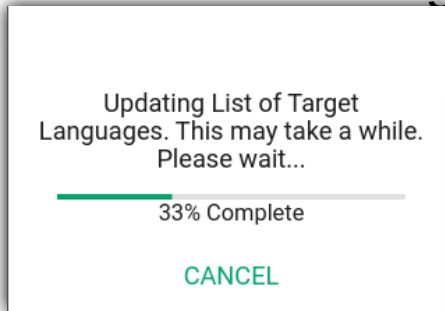 Updating List of Target
Languages. This may take a while.
Please wait...
33% Complete
CANCEL